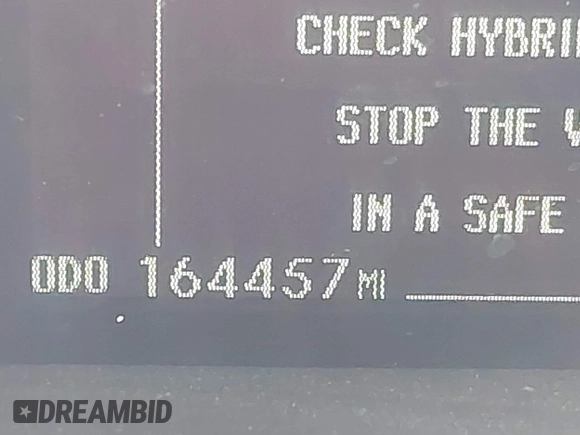 CHECK HYBRI
STOP THE
IN A SAFE
ODO 164457 MI
DREAMBID